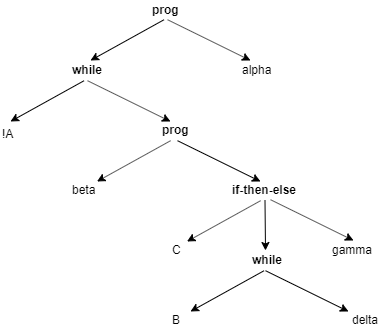 prog
while alpha
!A prog
beta if-then-else
C while gamma
B delta